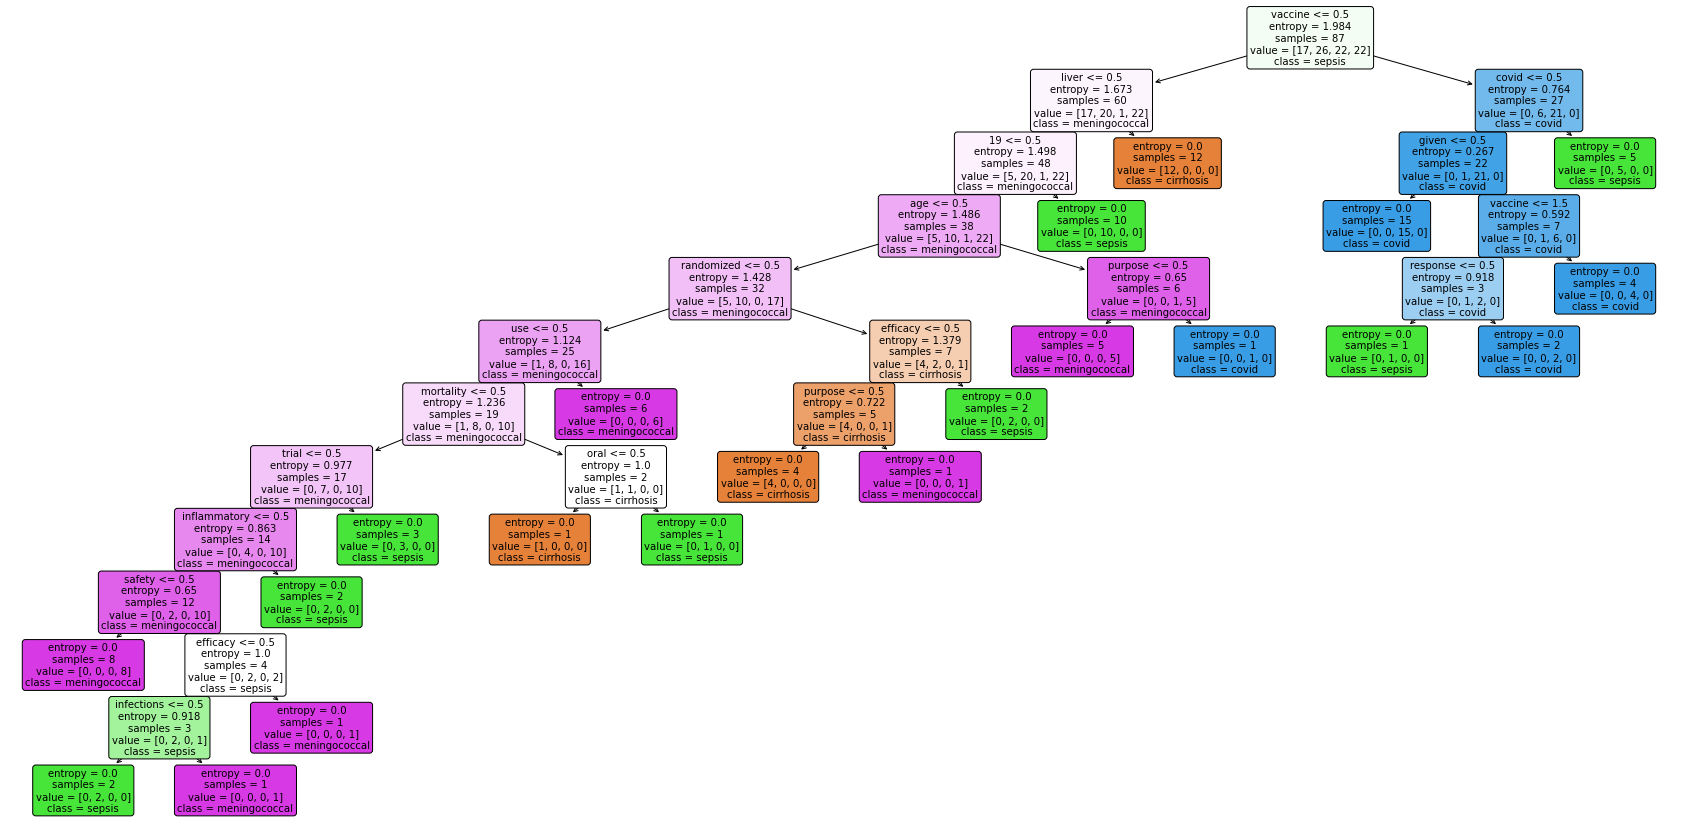 vaccine <= 0.5
entropy = 1.984
samples = 87
value = [17, 26, 22, 22]
class = sepsis
liver <= 0.5
entropy = 1.673
samples = 60
value = [17, 20, 1, 22]
class = meningococcal
covid <= 0.5
entropy = 0.764
samples = 27
value = [0, 6, 21, 0]
class = covid
19 <= 0.5
entropy = 1.498
samples = 48
value = [5, 20, 1, 22]
class = meningococcal
entropy = 0.0
samples = 12
value = [12, 0, 0, 0]
class = cirrhosis
given <= 0.5
entropy = 0.267
samples = 22
value = [0, 1, 21, 0]
class = covid
entropy = 0.0
samples = 5
value = [0, 5, 0, 0]
class = sepsis
age <= 0.5
entropy = 1.486
samples = 38
value = [5, 10, 1, 22]
class = meningococcal
entropy = 0.0
samples = 10
value = [0, 10, 0, 0]
class = sepsis
entropy = 0.0
samples = 15
value = [0, 0, 15, 0]
class = covid
vaccine <= 1.5
entropy = 0.592
samples = 7
value = [0, 1, 6, 0]
class = covid
randomized <= 0.5
entropy = 1.428
samples = 32
value = [5, 10, 0, 17]
class = meningococcal
purpose <= 0.5
entropy = 0.65
samples = 6
value = [0, 0, 1, 5]
class = meningococcal
response <= 0.5
entropy = 0.918
samples = 3
value = [0, 1, 2, 0]
class = covid
entropy = 0.0
samples = 4
value = [0, 0, 4, 0]
class = covid
use <= 0.5
entropy = 1.124
samples = 25
value = [1, 8, 0, 16]
class = meningococcal
efficacy <= 0.5
entropy = 1.379
samples = 7
value = [4, 2, 0, 1]
class = cirrhosis
entropy = 0.0
samples = 5
value = [0, 0, 0, 5]
class = meningococcal
entropy = 0.0
samples = 1
value = [0, 0, 1, 0]
class = covid
entropy = 0.0
samples = 1
value = [0, 1, 0, 0]
class = sepsis
entropy = 0.0
samples = 2
value = [0, 0, 2, 0]
class = covid
mortality <= 0.5
entropy = 1.236
samples = 19
value = [1, 8, 0, 10]
class = meningococcal
entropy = 0.0
samples = 6
value = [0, 0, 0, 6]
class = meningococcal
purpose <= 0.5
entropy = 0.722
samples = 5
value = [4, 0, 0, 1]
class = cirrhosis
entropy = 0.0
samples = 2
value = [0, 2, 0, 0]
class = sepsis
trial <= 0.5
entropy = 0.977
samples = 17
value = [0, 7, 0, 10]
class = meningococcal
oral <= 0.5
entropy = 1.0
samples = 2
value = [1, 1, 0, 0]
class = cirrhosis
entropy = 0.0
samples = 4
value = [4, 0, 0, 0]
class = cirrhosis
entropy = 0.0
samples = 1
value = [0, 0, 0, 1]
class = meningococcal
inflammatory <= 0.5
entropy = 0.863
samples = 14
value = [0, 4, 0, 10]
class = meningococcal
entropy = 0.0
samples = 3
value = [0, 3, 0, 0]
class = sepsis
entropy = 0.0
samples = 1
value = [1, 0, 0, 0]
class = cirrhosis
entropy = 0.0
samples = 1
value = [0, 1, 0, 0]
class = sepsis
safety <= 0.5
entropy = 0.65
samples = 12
value = [0, 2, 0, 10]
class = meningococcal
entropy = 0.0
samples = 2
value = [0, 2, 0, 0]
class = sepsis
entropy = 0.0
samples = 8
value = [0, 0, 0, 8]
class = meningococcal
efficacy <= 0.5
entropy = 1.0
samples = 4
value = [0, 2, 0, 2]
class = sepsis
infections <= 0.5
entropy = 0.918
samples = 3
value = [0, 2, 0, 1]
class = sepsis
entropy = 0.0
samples = 1
value = [0, 0, 0, 1]
class = meningococcal
entropy = 0.0
samples = 2
value = [0, 2, 0, 0]
class = sepsis
entropy = 0.0
samples = 1
value = [0, 0, 0, 1]
class = meningococcal